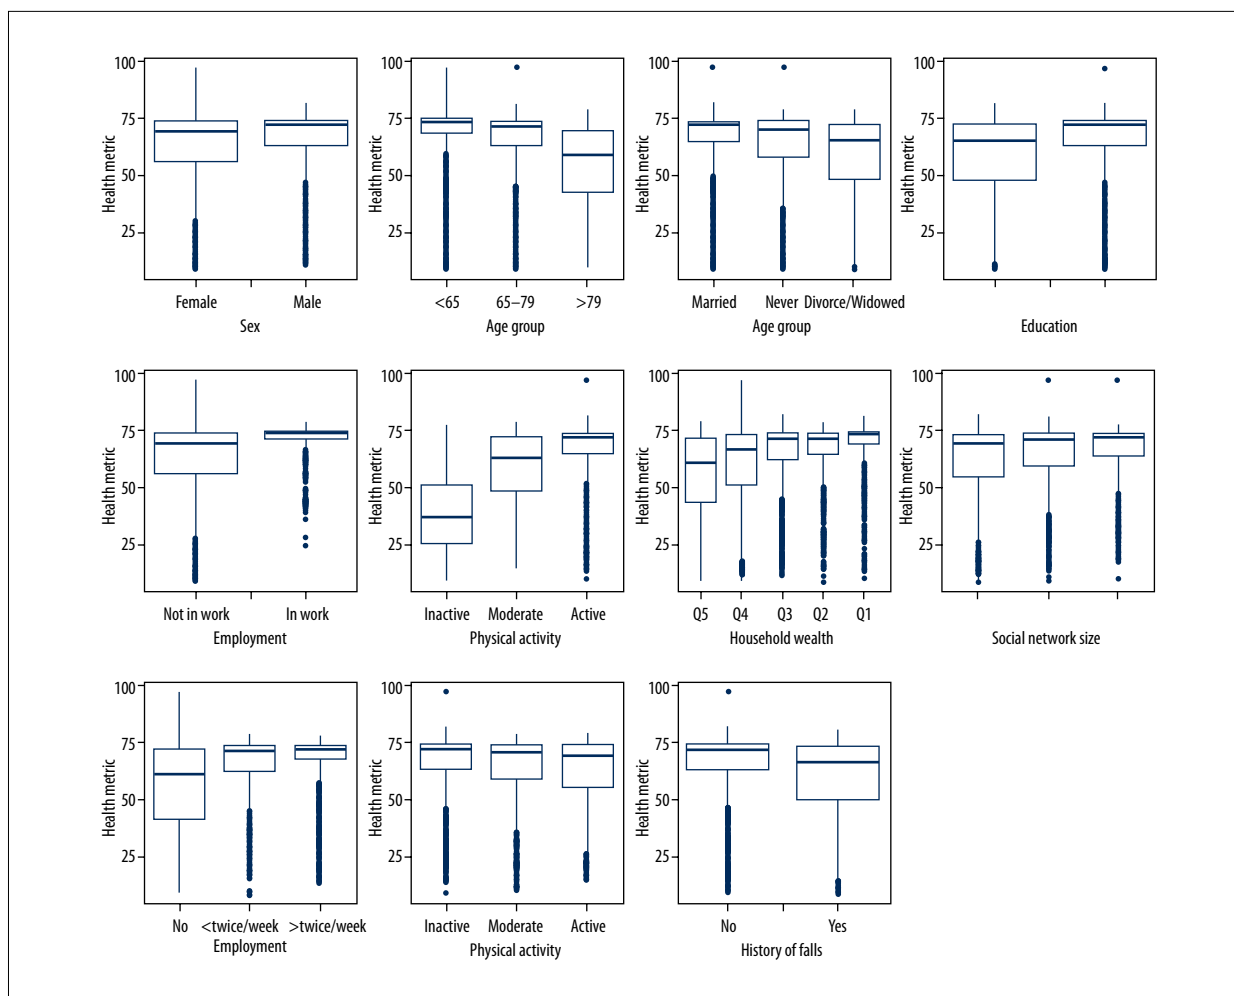 100
75
50
25
Health metric
Female
Male
Sex
100
75
50
25
Health metric
<65
65–79
>79
Age group
100
75
50
25
Health metric
Married
Never
Divorce/Widowed
Age group
100
75
50
25
Health metric
Education
100
75
50
25
Health metric
Not in work
In work
Employment
100
75
50
25
Health metric
Inactive
Moderate
Active
Physical activity
100
75
50
25
Health metric
Q5
Q4
Q3
Q2
Q1
Household wealth
100
75
50
25
Health metric
Social network size
100
75
50
25
Health metric
No
<twice/week
>twice/week
Employment
100
75
50
25
Health metric
Inactive
Moderate
Active
Physical activity
100
75
50
25
Health metric
No
Yes
History of falls